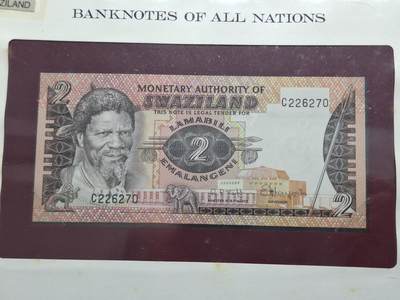 ZILAND
BANKNOTES OF ALL NATIONS
2
MONETARY AUTHORITY OF
SWAZILAND
THIS NOTE IS LEGAL TENDER FOR
C226270
LAMABILI
2
EMALANGENI
C226270
2